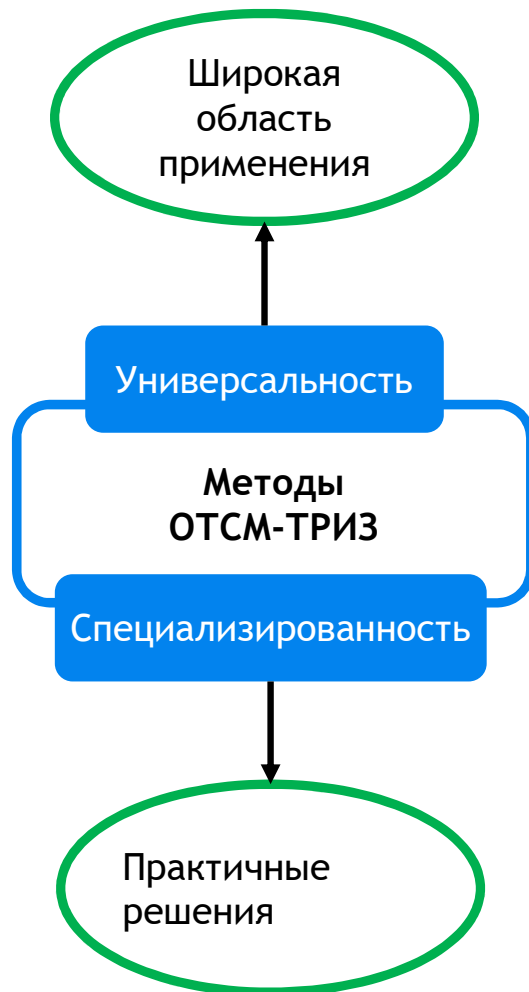 Широкая
область
применения
Универсальность
Методы
ОТСМ-ТРИЗ
Специализированность
Практичные
решения